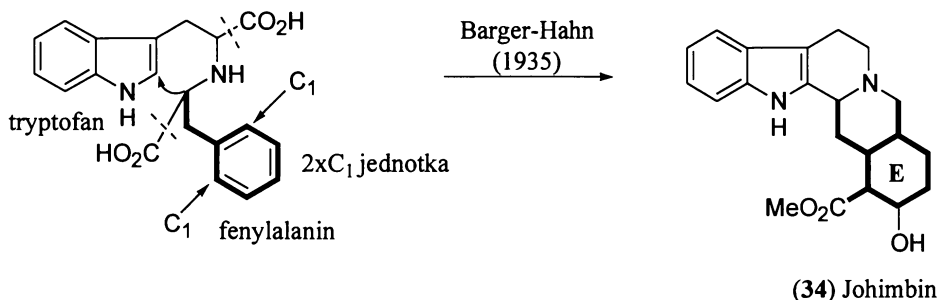 CO₂H
NH
N
H
tryptofan
HO₂C
C₁
2xC₁ jednotka
C₁
fenylalanin
Barger-Hahn
(1935)
N
N
H
E
MeO₂C
OH
(34) Johimbin